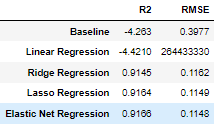 R2 RMSE
Baseline -4.263 0.3977
Linear Regression -4.4210 264433330
Ridge Regression 0.9145 0.1162
Lasso Regression 0.9164 0.1149
Elastic Net Regression 0.9166 0.1148